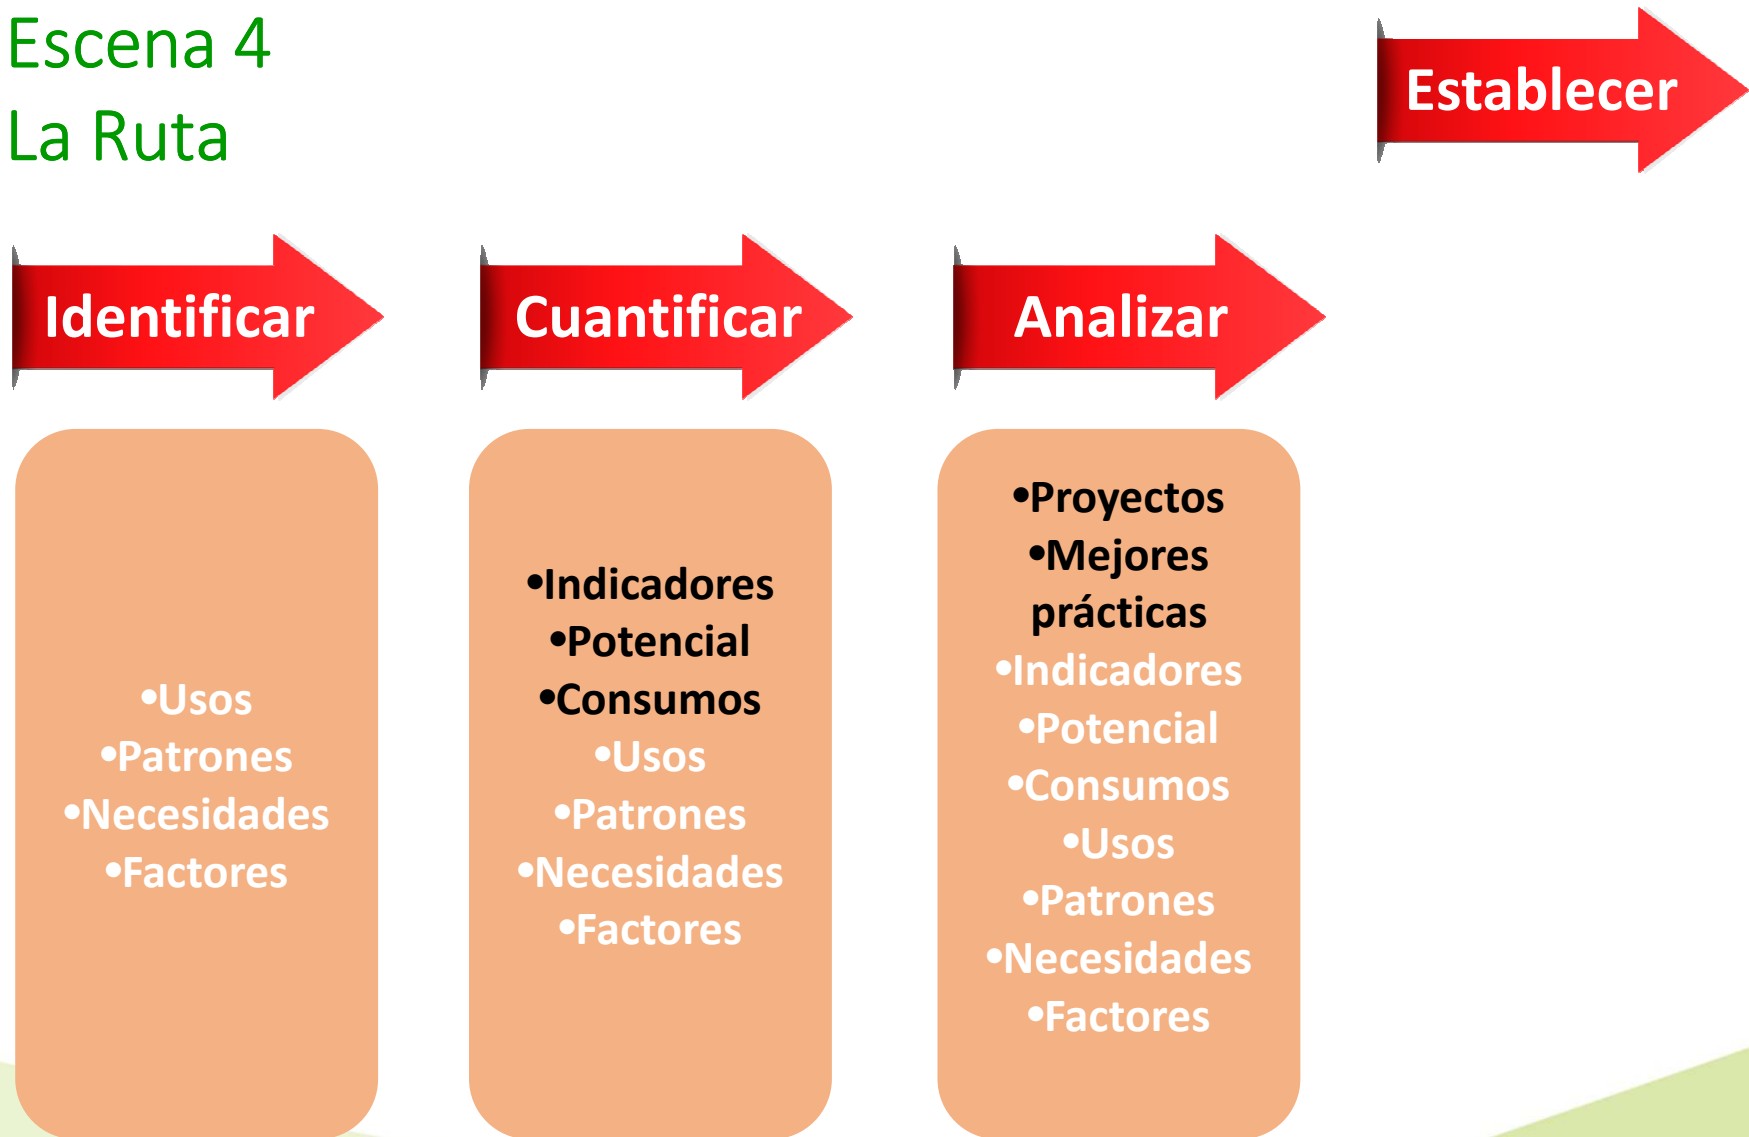 Escena 4
La Ruta
Establecer
Identificar
Cuantificar
Analizar
•Usos
•Patrones
•Necesidades
•Factores
•Indicadores
•Potencial
•Consumos
•Usos
•Patrones
•Necesidades
•Factores
•Proyectos
•Mejores
prácticas
•Indicadores
•Potencial
•Consumos
•Usos
•Patrones
•Necesidades
•Factores